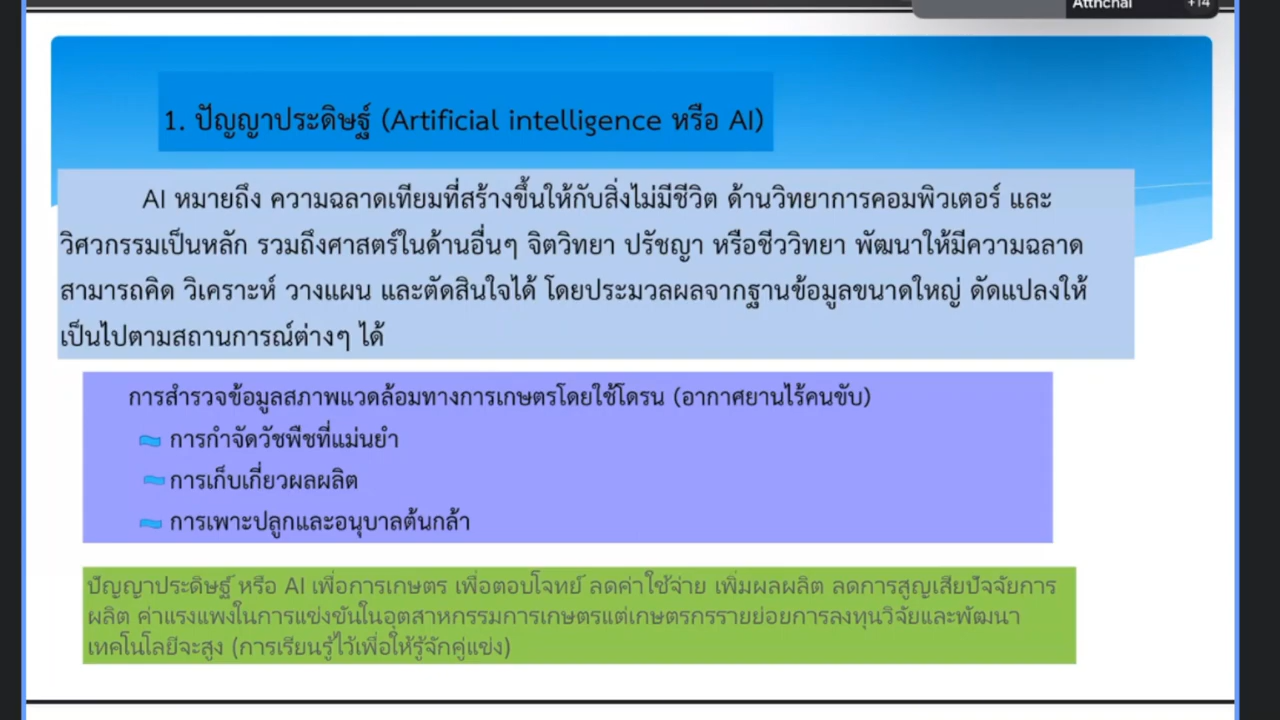 Atthchai
+14
1. ปัญญาประดิษฐ์ (Artificial intelligence หรือ AI)
AI หมายถึง ความฉลาดเทียมที่สร้างขึ้นให้กับสิ่งไม่มีชีวิต ด้านวิทยาการคอมพิวเตอร์ และ
วิศวกรรมเป็นหลัก รวมถึงศาสตร์ในด้านอื่นๆ จิตวิทยา ปรัชญา หรือชีววิทยา พัฒนาให้มีความฉลาด
สามารถคิด วิเคราะห์ วางแผน และตัดสินใจได้ โดยประมวลผลจากฐานข้อมูลขนาดใหญ่ ดัดแปลงให้
เป็นไปตามสถานการณ์ต่างๆ ได้
การสำรวจข้อมูลสภาพแวดล้อมทางการเกษตรโดยใช้โดรน (อากาศยานไร้คนขับ)
การกำจัดวัชพืชที่แม่นยำ
การเก็บเกี่ยวผลผลิต
การเพาะปลูกและอนุบาลต้นกล้า
ปัญญาประดิษฐ์ หรือ AI เพื่อการเกษตร เพื่อตอบโจทย์ ลดค่าใช้จ่าย เพิ่มผลผลิต ลดการสูญเสียปัจจัยการ
ผลิต ค่าแรงแพงในการแข่งขันในอุตสาหกรรมการเกษตรแต่เกษตรกรรายย่อยการลงทุนวิจัยและพัฒนา
เทคโนโลยีจะสูง (การเรียนรู้ไว้เพื่อให้รู้จักคู่แข่ง)